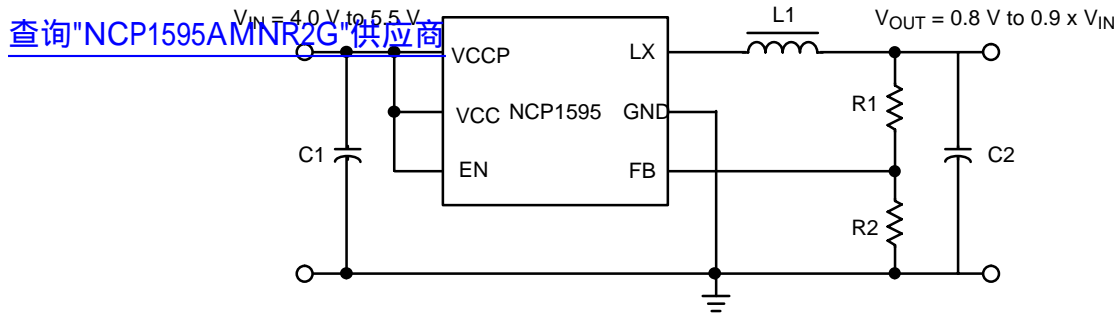 V_IN = 4.0 V to 5.5 V
查询"NCP1595AMNR2G"供应商
L1
V_OUT = 0.8 V to 0.9 x V_IN
VCCP
LX
R1
VCC
NCP1595
GND
C1
EN
FB
C2
R2